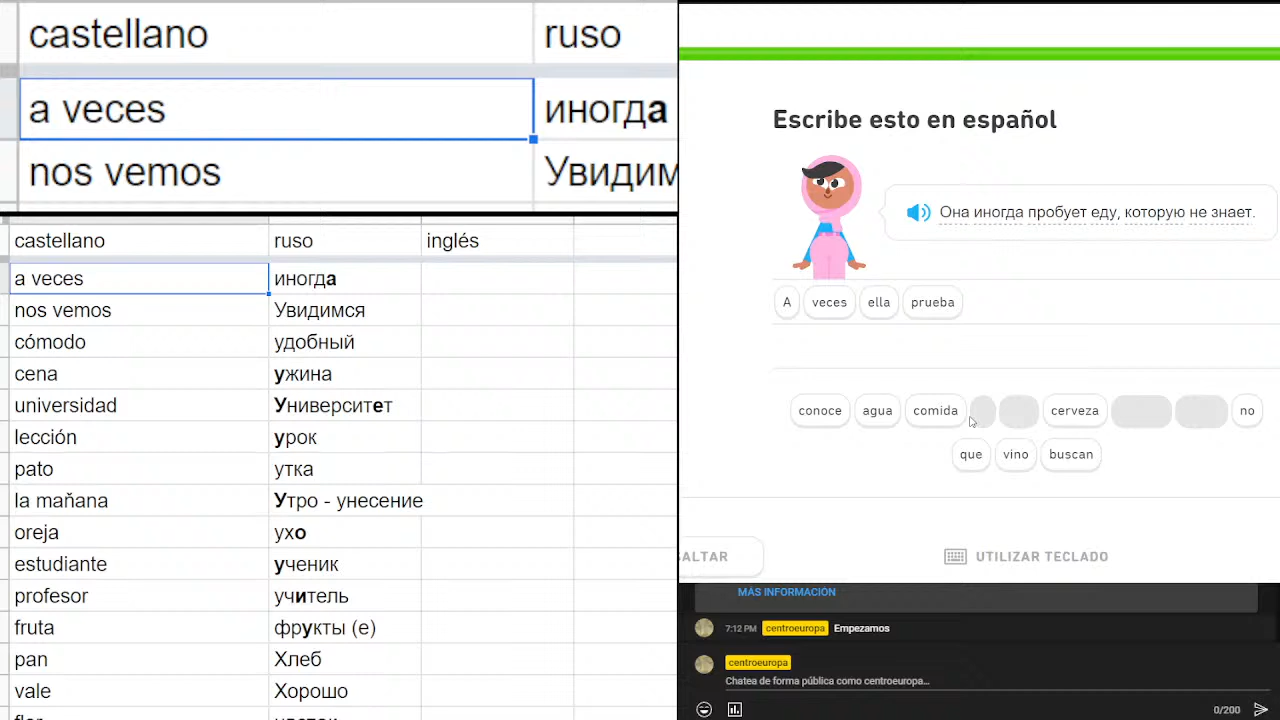 castellano ruso
a veces иногда
nos vemos Увидим
castellano ruso inglés
a veces иногда
nos vemos Увидимся
cómodo удобный
cena ужина
universidad Университет
lección урок
pato утка
la maňana Утро - унесение
oreja ухо
estudiante ученик
profesor учитель
fruta фрукты (е)
pan Хлеб
vale Хорошо
Escribe esto en español
Она иногда пробует еду, которую не знает.
A veces ella prueba
conoce agua comida cerveza no
que vino buscan
SALTAR UTILIZAR TECLADO
MÁS INFORMACIÓN
7:12 PM centroeuropa Empezamos
centroeuropa
Chatea de forma pública como centroeuropa…
0/200